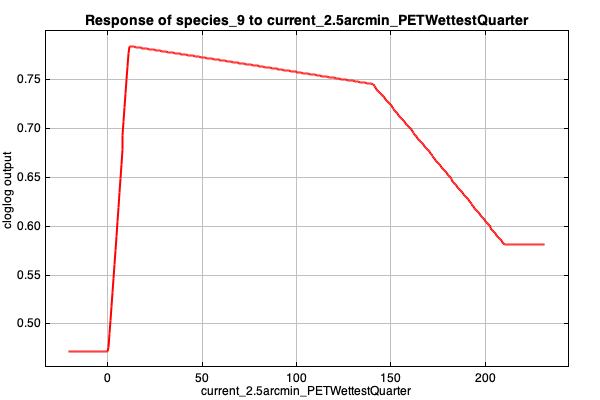 Response of species_9 to current_2.5arcmin_PETWettestQuarter
cloglog output
0.75
0.70
0.65
0.60
0.55
0.50
0 50 100 150 200
current_2.5arcmin_PETWettestQuarter